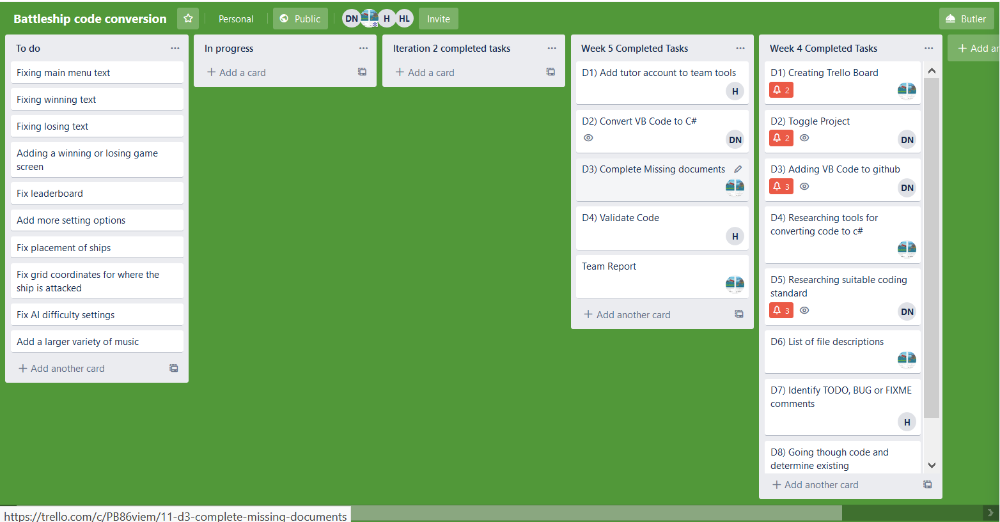 Battleship code conversion
Personal
Public
DN
H
HL
Invite
Butler
To do
Fixing main menu text
Fixing winning text
Fixing losing text
Adding a winning or losing game
screen
Fix leaderboard
Add more setting options
Fix placement of ships
Fix grid coordinates for where the
ship is attacked
Fix AI difficulty settings
Add a larger variety of music
+ Add another card
In progress
+ Add a card
Iteration 2 completed tasks
+ Add a card
Week 5 Completed Tasks
D1) Add tutor account to team tools
H
D2) Convert VB Code to C#
DN
D3) Complete Missing documents
D4) Validate Code
H
Team Report
+ Add another card
Week 4 Completed Tasks
D1) Creating Trello Board
2
D2) Toggle Project
2
DN
D3) Adding VB Code to github
3
DN
D4) Researching tools for
converting code to c#
D5) Researching suitable coding
standard
3
DN
D6) List of file descriptions
D7) Identify TODO, BUG or FIXME
comments
H
D8) Going though code and
determine existing
+ Add another card
+ Add an
https://trello.com/c/PB86viem/11-d3-complete-missing-documents